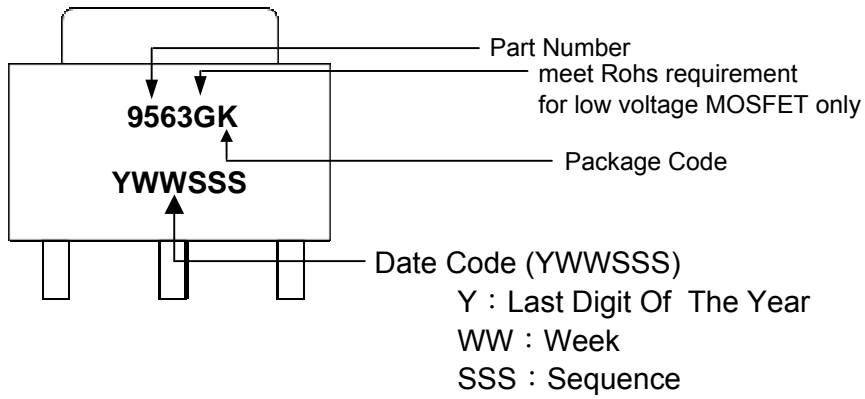 Part Number
meet Rohs requirement
for low voltage MOSFET only
9563GK
Package Code
YWWSSS
Date Code (YWWSSS)
Y：Last Digit Of The Year
WW：Week
SSS：Sequence